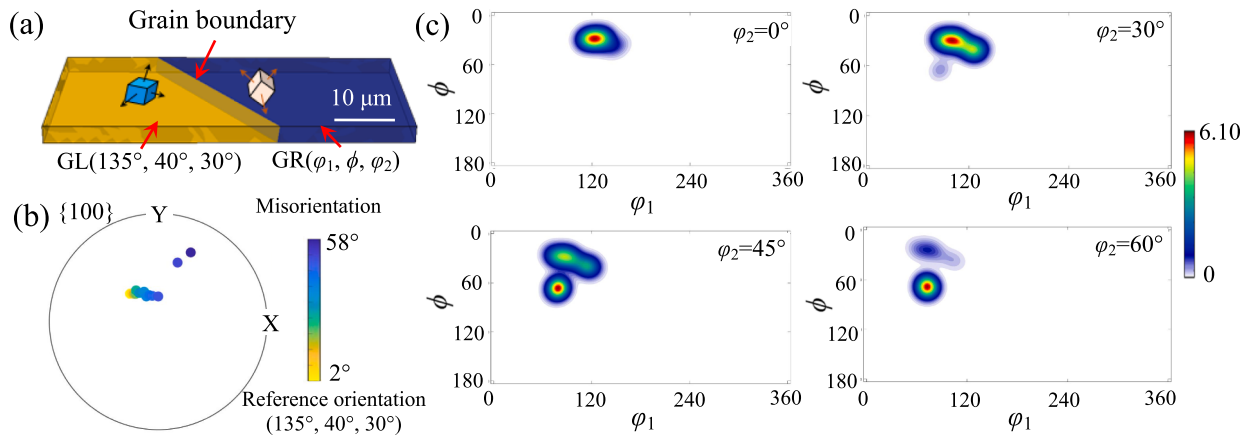 (a)
Grain boundary
10 μm
GL(135°, 40°, 30°)
GR(φ₁, ϕ, φ₂)
(b)
{100}
Y
X
Misorientation
58°
2°
Reference orientation
(135°, 40°, 30°)
(c)
φ₂=0°
0
60
120
180
ϕ
0
120
240
360
φ₁
φ₂=30°
0
60
120
180
ϕ
0
120
240
360
φ₁
φ₂=45°
0
60
120
180
ϕ
0
120
240
360
φ₁
φ₂=60°
0
60
120
180
ϕ
0
120
240
360
φ₁
6.10
0